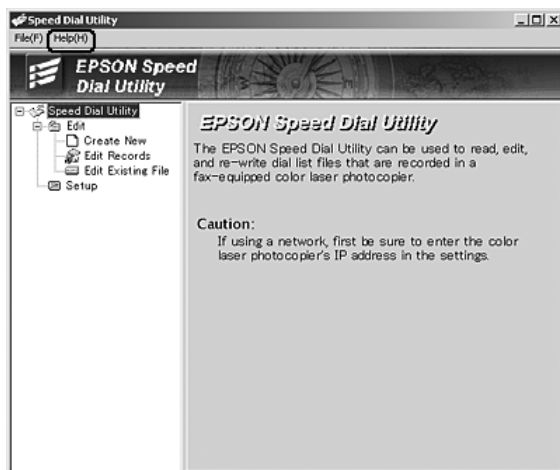 Speed Dial Utility
File(F) Help(H)
EPSON Speed
Dial Utility
Speed Dial Utility
Edit
Create New
Edit Records
Edit Existing File
Setup
EPSON Speed Dial Utility
The EPSON Speed Dial Utility can be used to read, edit,
and re-write dial list files that are recorded in a
fax-equipped color laser photocopier.
Caution:
If using a network, first be sure to enter the color
laser photocopier's IP address in the settings.